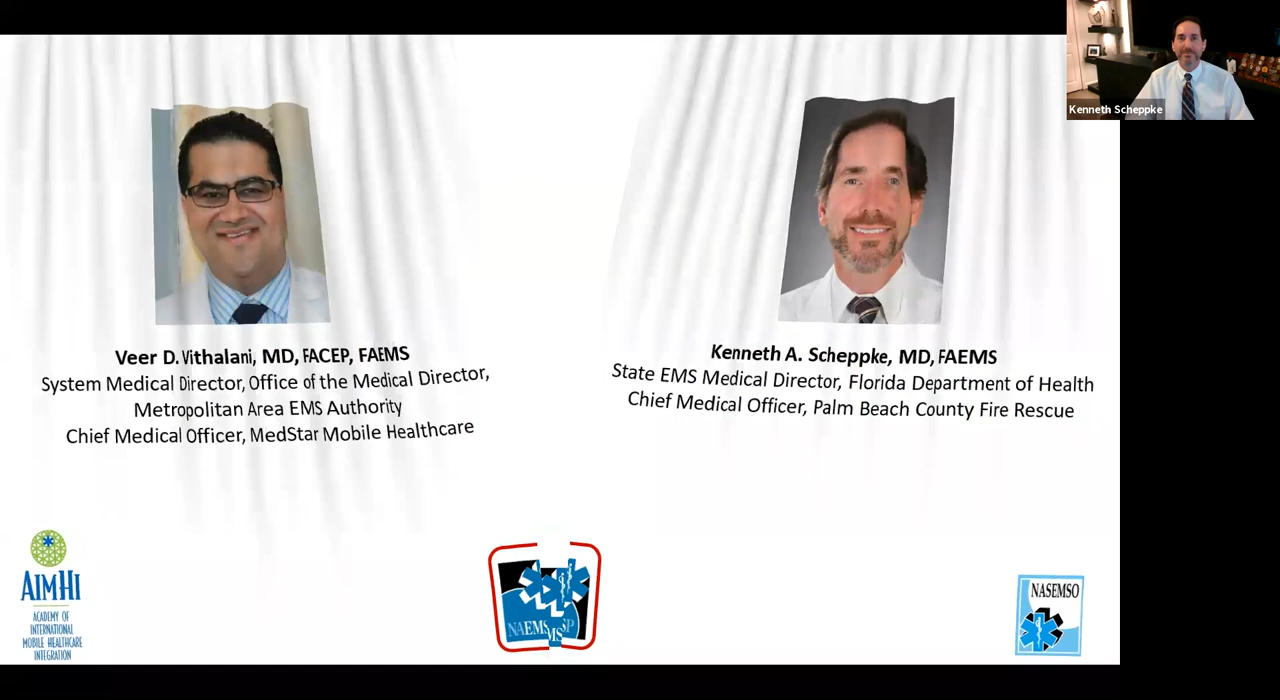 Kenneth Scheppke
Veer D. Vithalani, MD, FACEP, FAEMS
System Medical Director, Office of the Medical Director,
Metropolitan Area EMS Authority
Chief Medical Officer, MedStar Mobile Healthcare
Kenneth A. Scheppke, MD, FAEMS
State EMS Medical Director, Florida Department of Health
Chief Medical Officer, Palm Beach County Fire Rescue
AIMHI
ACADEMY OF
INTERNATIONAL
MOBILE HEALTHCARE
INTEGRATION
NASEMSO